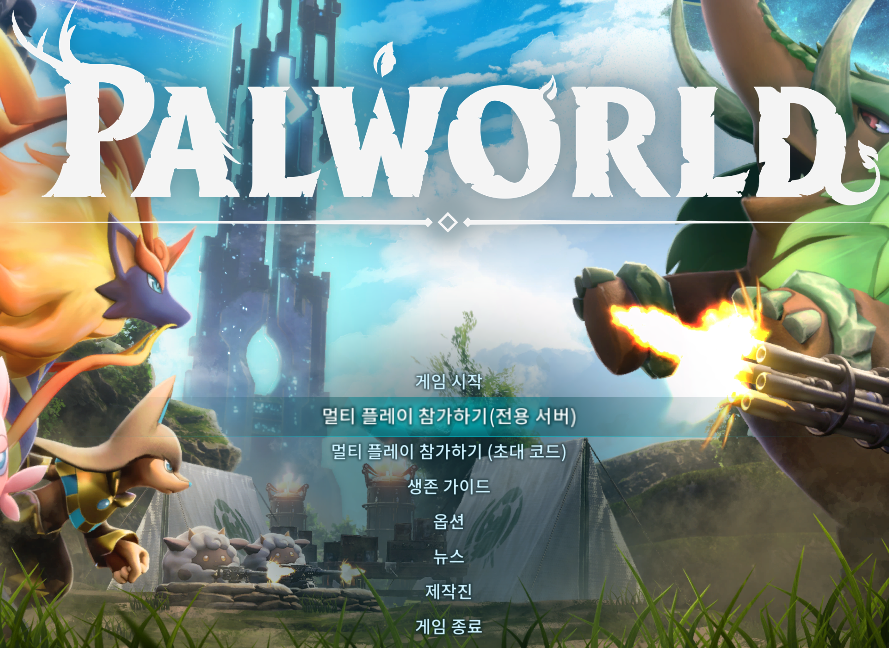 PALWORLD
게임 시작
멀티 플레이 참가하기(전용 서버)
멀티 플레이 참가하기 (초대 코드)
생존 가이드
옵션
뉴스
제작진
게임 종료